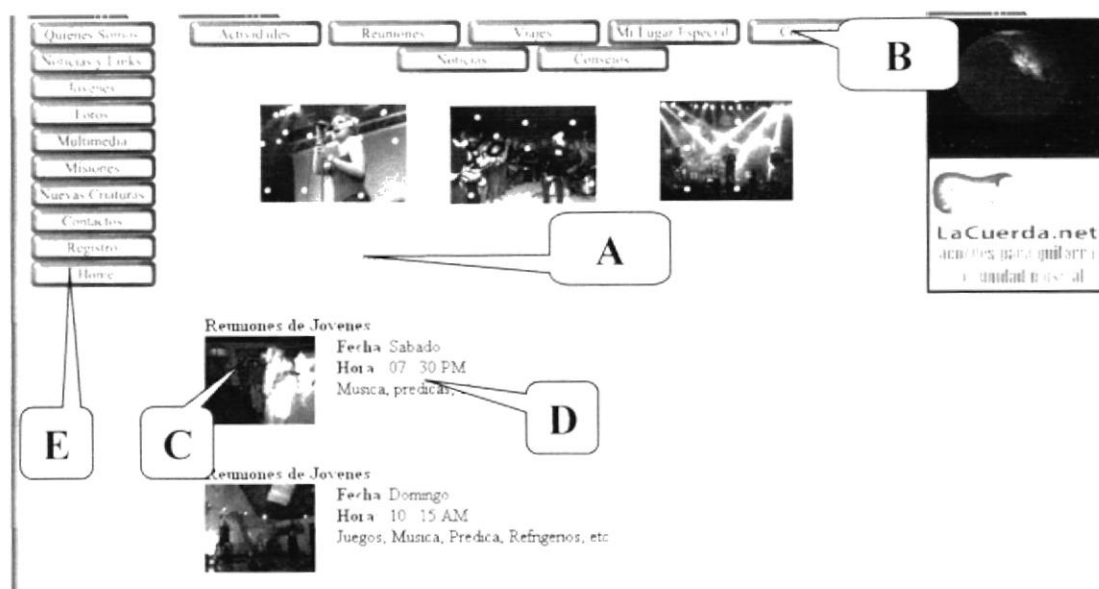 Quienes Somos
Noticias y Links
Jovenes
Foros
Multimedia
Misiones
Nuevas Criaturas
Contactos
Registro
Home
Actividades
Reuniones
Viajes
Mi Lugar Especial
Noticias
Consejos
B
A
LaCuerda.net
Reuniones de Jovenes
Fecha Sabado
Hora 07 30 PM
Musica, predicas,
E
C
D
Reuniones de Jovenes
Fecha Domingo
Hora 10 15 AM
Juegos, Musica, Predica, Refrigerios, etc